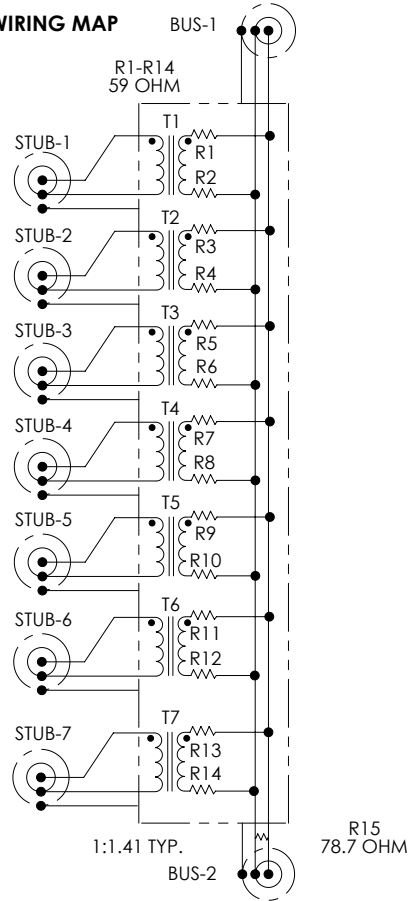 WIRING MAP
BUS-1
R1-R14
59 OHM
STUB-1
T1
R1
R2
STUB-2
T2
R3
R4
STUB-3
T3
R5
R6
STUB-4
T4
R7
R8
STUB-5
T5
R9
R10
STUB-6
T6
R11
R12
STUB-7
T7
R13
R14
1:1.41 TYP.
R15
78.7 OHM
BUS-2